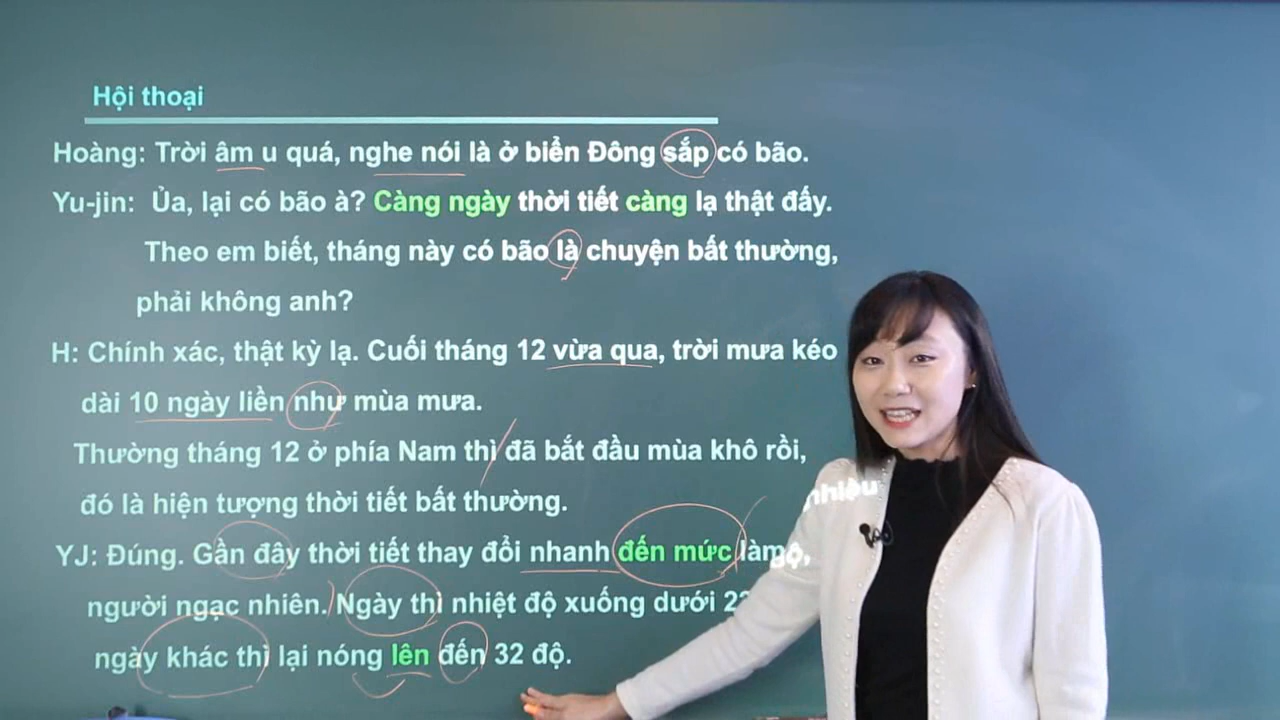 Hội thoại
Hoàng: Trời âm u quá, nghe nói là ở biển Đông sắp có bão.
Yu-jin: Ủa, lại có bão à? Càng ngày thời tiết càng lạ thật đấy.
Theo em biết, tháng này có bão là chuyện bất thường,
phải không anh?
H: Chính xác, thật kỳ lạ. Cuối tháng 12 vừa qua, trời mưa kéo
dài 10 ngày liền như mùa mưa.
Thường tháng 12 ở phía Nam thì đã bắt đầu mùa khô rồi,
đó là hiện tượng thời tiết bất thường.
YJ: Đúng. Gần đây thời tiết thay đổi nhanh đến mức làm nhiều
người ngạc nhiên. Ngày thì nhiệt độ xuống dưới độ,
ngày khác thì lại nóng lên đến 32 độ.